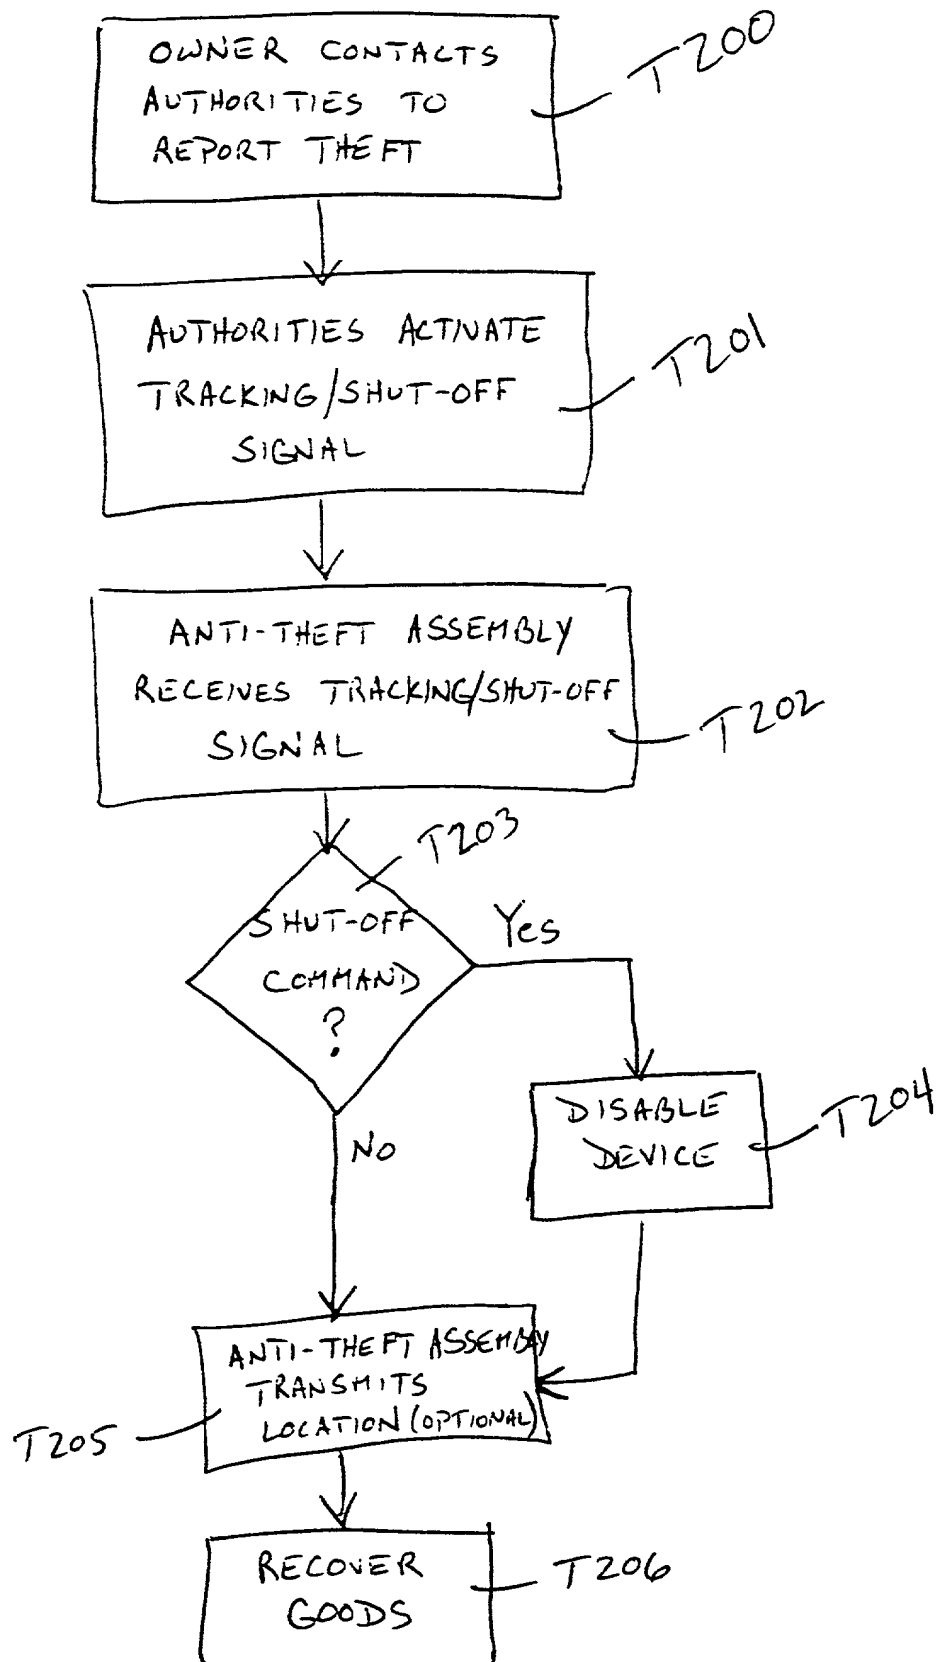 OWNER CONTACTS
AUTHORITIES TO
REPORT THEFT
T200
AUTHORITIES ACTIVATE
TRACKING/SHUT-OFF
SIGNAL
T201
ANTI-THEFT ASSEMBLY
RECEIVES TRACKING/SHUT-OFF
SIGNAL
T202
T203
SHUT-OFF
COMMAND
?
Yes
No
DISABLE
DEVICE
T204
ANTI-THEFT ASSEMBLY
TRANSMITS
LOCATION (OPTIONAL)
T205
RECOVER
GOODS
T206